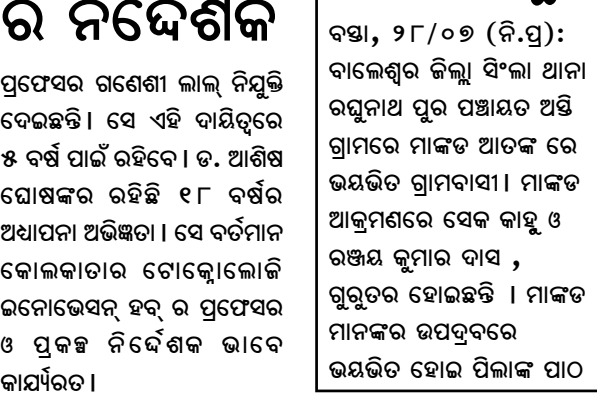 ର ନିର୍ଦ୍ଦେଶକ
ପ୍ରଫେସର ଗଣେଶୀ ଲାଲ୍ ନିଯୁକ୍ତି
ଦେଇଛନ୍ତି। ସେ ଏହି ଦାୟିତ୍ୱରେ
୫ ବର୍ଷ ପାଇଁ ରହିବେ। ଡ. ଆଶିଷ
ଘୋଷଙ୍କର ରହିଛି ୧୮ ବର୍ଷର
ଅଧ୍ୟାପନା ଅଭିଜ୍ଞତା। ସେ ବର୍ତମାନ
କୋଲକାତାର ଟୋକ୍ନୋଲୋଜି
ଇନୋଭେସନ୍ ହବ୍ ର ପ୍ରଫେସର
ଓ ପ୍ରକଳ୍ପ ନିର୍ଦ୍ଦେଶକ ଭାବେ
କାର୍ଯ୍ୟରତ।
ବସ୍ତା, ୨୮/୦୭ (ନି.ପ୍ର):
ବାଲେଶ୍ୱର ଜିଲ୍ଲା ସିଂଲା ଥାନା
ରଘୁନାଥ ପୁର ପଞ୍ଚାୟତ ଅସ୍ତି
ଗ୍ରାମରେ ମାଙ୍କଡ ଆତଙ୍କ ରେ
ଭୟଭିତ ଗ୍ରାମବାସୀ। ମାଙ୍କଡ
ଆକ୍ରମଣରେ ସେକ କାହ୍ନୁ ଓ
ରଞ୍ଜୟ କୁମାର ଦାସ ,
ଗୁରୁତର ହୋଇଛନ୍ତି । ମାଙ୍କଡ
ମାନଙ୍କର ଉପଦ୍ରବରେ
ଭୟଭିତ ହୋଇ ପିଲାଙ୍କ ପାଠ